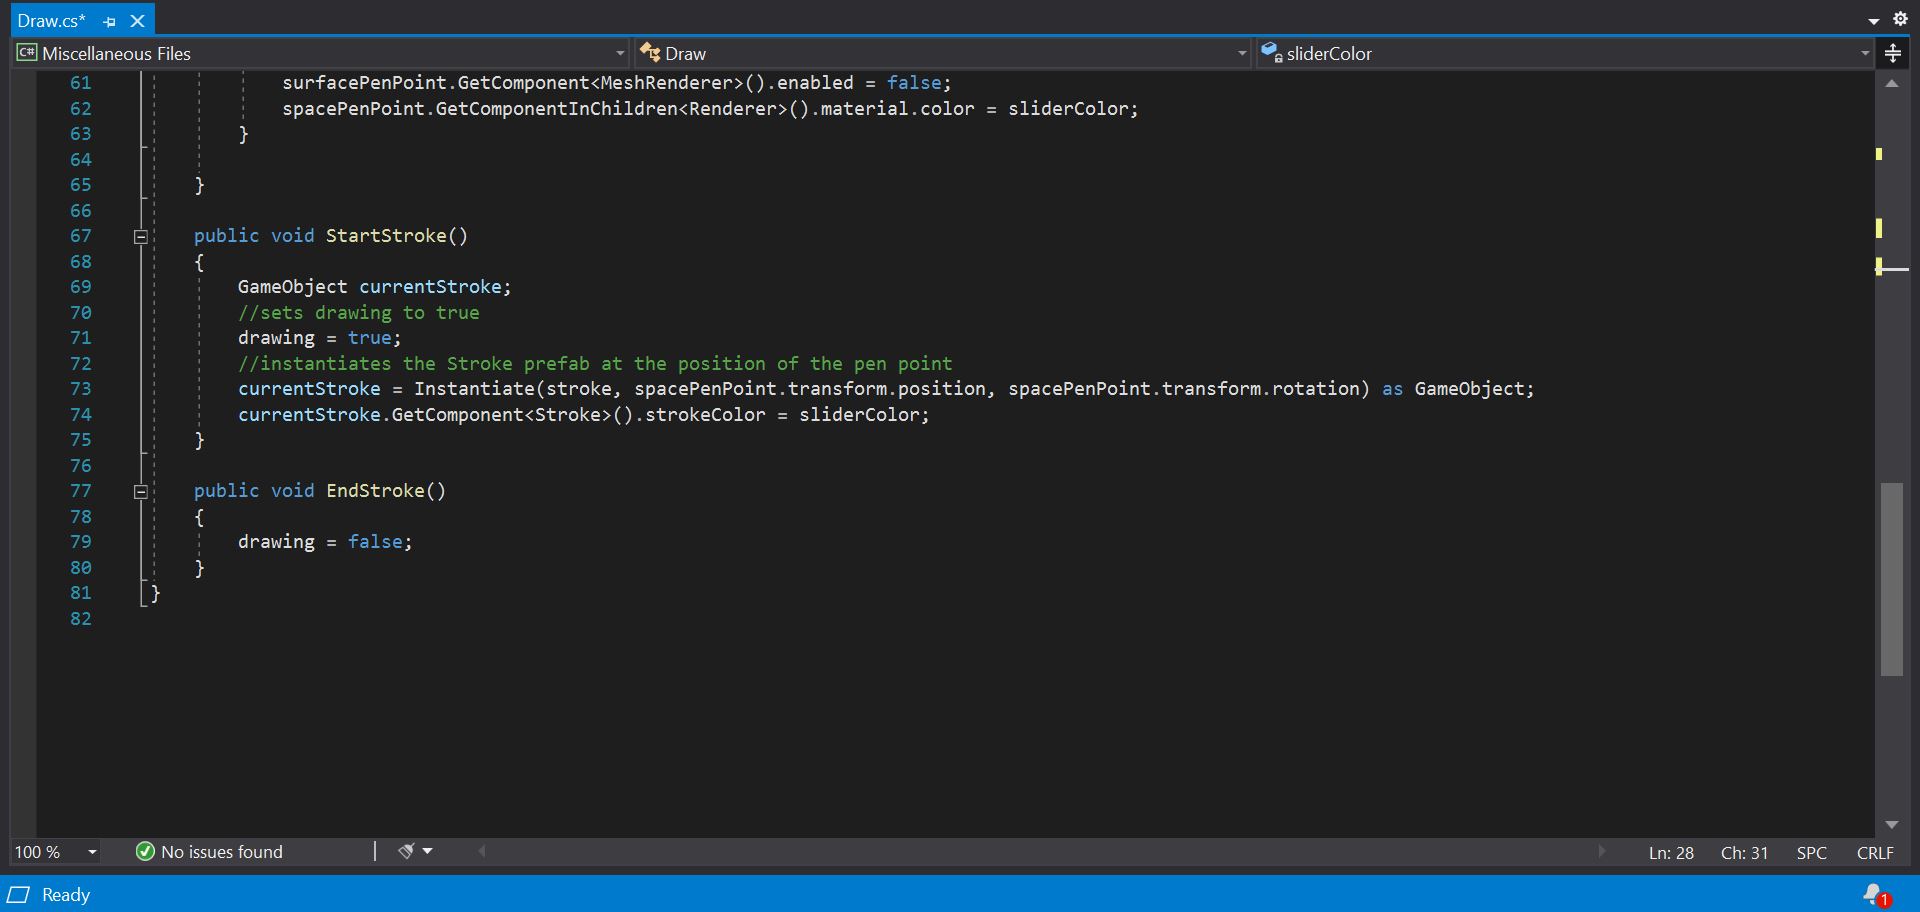 Draw.cs*
C# Miscellaneous Files Draw sliderColor
61 surfacePenPoint.GetComponent<MeshRenderer>().enabled = false;
62 spacePenPoint.GetComponentInChildren<Renderer>().material.color = sliderColor;
63 }
64
65 }
66
67 public void StartStroke()
68 {
69 GameObject currentStroke;
70 //sets drawing to true
71 drawing = true;
72 //instantiates the Stroke prefab at the position of the pen point
73 currentStroke = Instantiate(stroke, spacePenPoint.transform.position, spacePenPoint.transform.rotation) as GameObject;
74 currentStroke.GetComponent<Stroke>().strokeColor = sliderColor;
75 }
76
77 public void EndStroke()
78 {
79 drawing = false;
80 }
81 }
82
100 % No issues found Ln: 28 Ch: 31 SPC CRLF
Ready 1